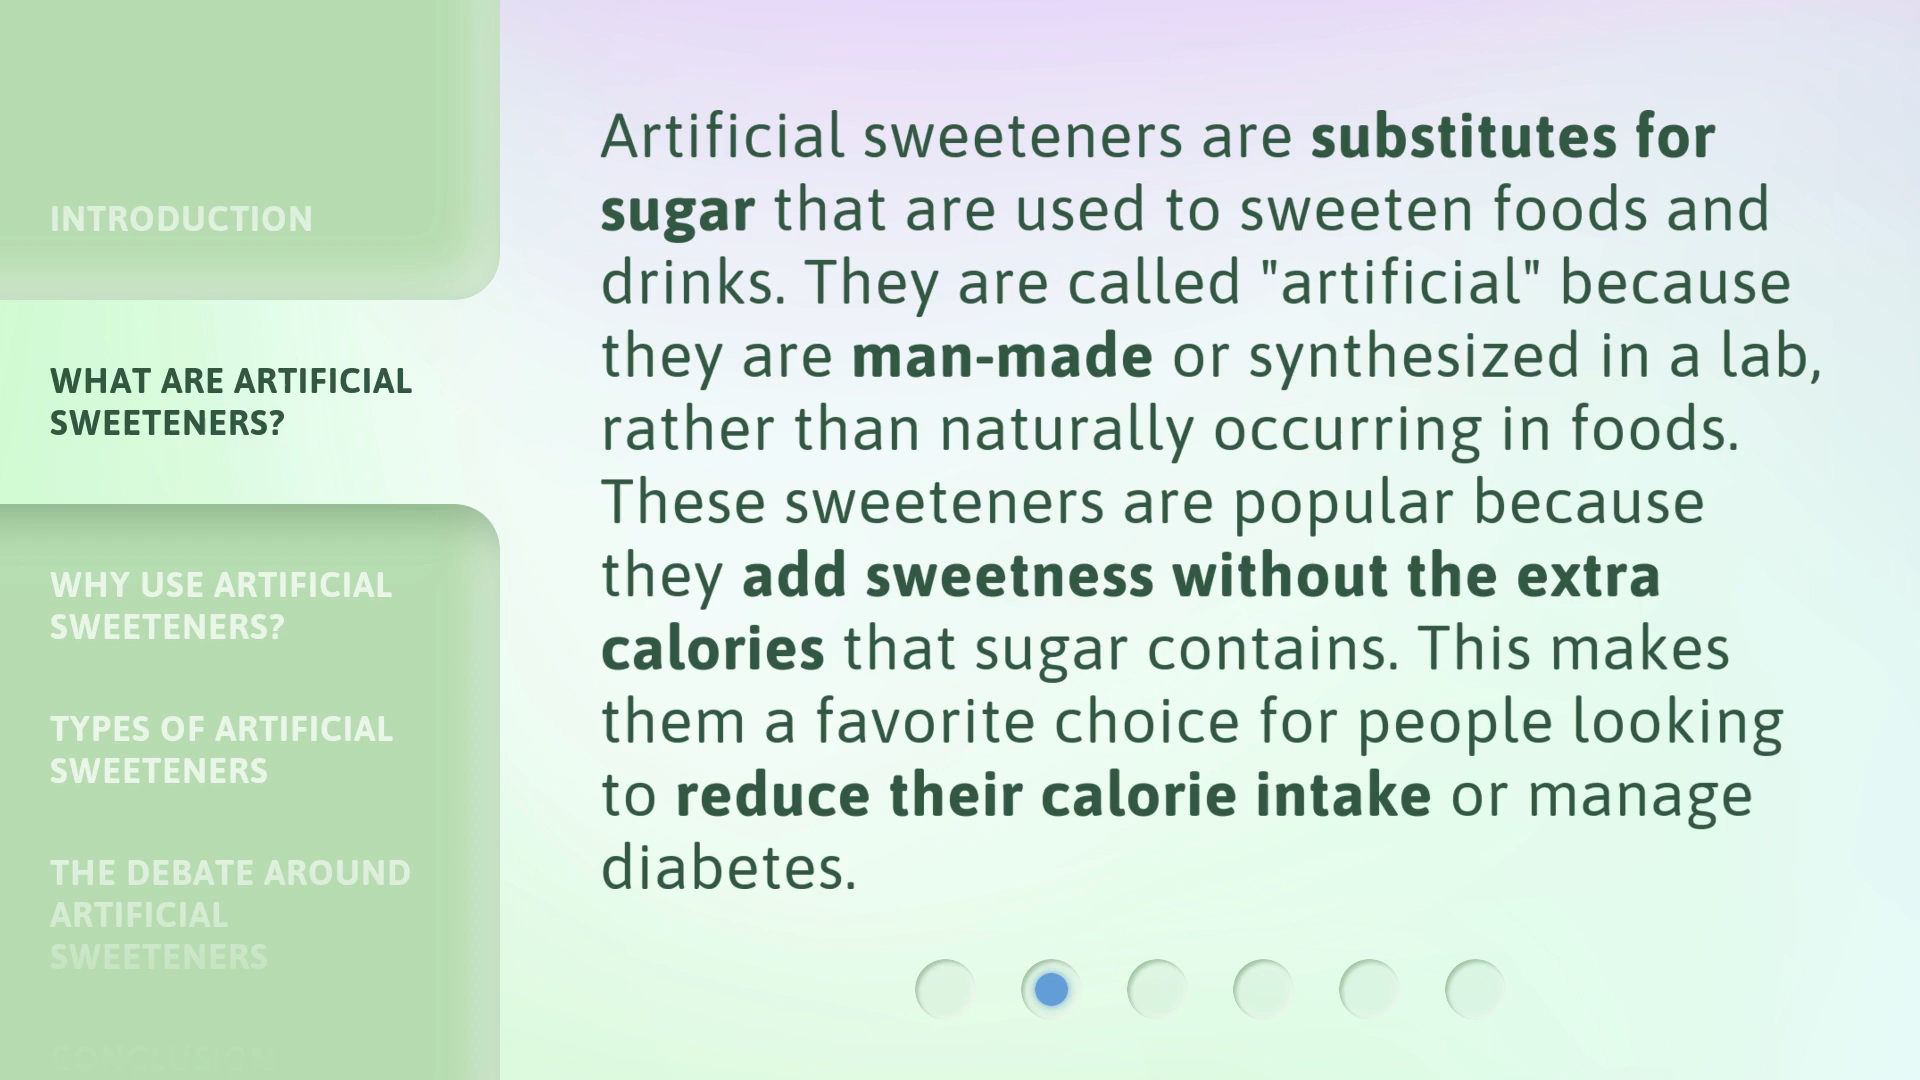 INTRODUCTION
WHAT ARE ARTIFICIAL
SWEETENERS?
WHY USE ARTIFICIAL
SWEETENERS?
TYPES OF ARTIFICIAL
SWEETENERS
THE DEBATE AROUND
ARTIFICIAL
SWEETENERS
CONCLUSION
Artificial sweeteners are substitutes for
sugar that are used to sweeten foods and
drinks. They are called "artificial" because
they are man-made or synthesized in a lab,
rather than naturally occurring in foods.
These sweeteners are popular because
they add sweetness without the extra
calories that sugar contains. This makes
them a favorite choice for people looking
to reduce their calorie intake or manage
diabetes.